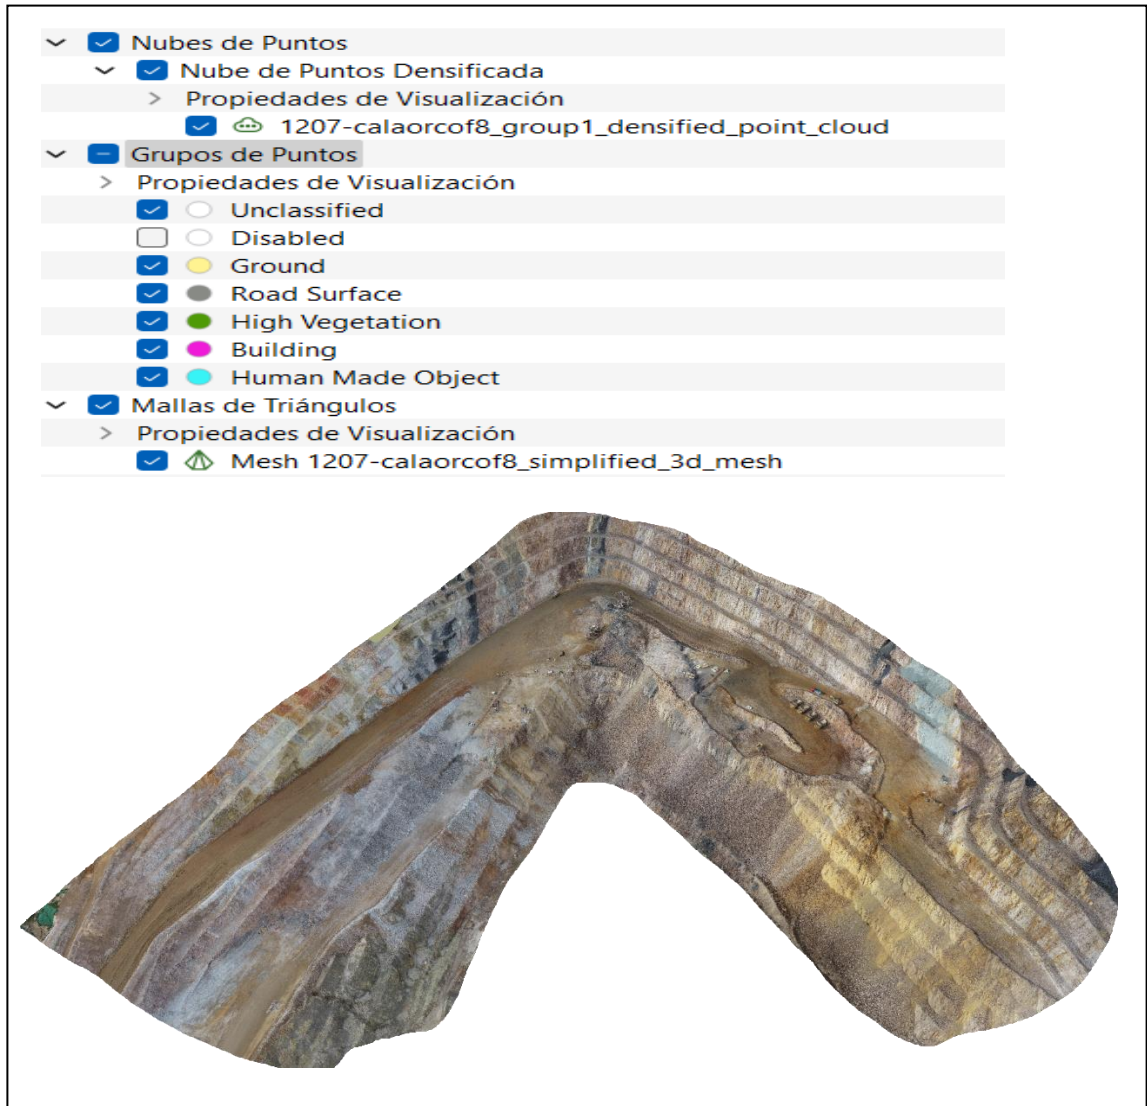 Nubes de Puntos
Nube de Puntos Densificada
Propiedades de Visualización
1207-calaorcof8_group1_densified_point_cloud
Grupos de Puntos
Propiedades de Visualización
Unclassified
Disabled
Ground
Road Surface
High Vegetation
Building
Human Made Object
Mallas de Triángulos
Propiedades de Visualización
Mesh 1207-calaorcof8_simplified_3d_mesh